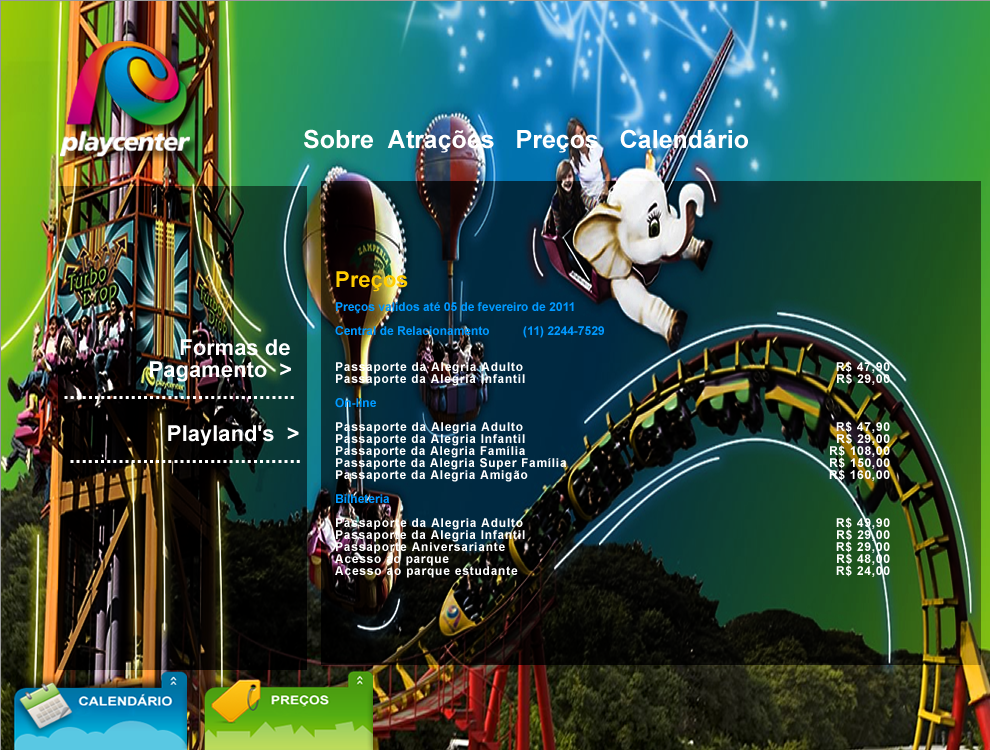 playcenter
Sobre Atrações Preços Calendário
Turbo
Drop
ZAMPERLA
Formas de
Pagamento >
Playland's >
Preços
Preços válidos até 05 de fevereiro de 2011
Central de Relacionamento (11) 2244-7529
Passaporte da Alegria Adulto R$ 47,90
Passaporte da Alegria Infantil R$ 29,00
On-line
Passaporte da Alegria Adulto R$ 47,90
Passaporte da Alegria Infantil R$ 29,00
Passaporte da Alegria Família R$ 108,00
Passaporte da Alegria Super Família R$ 150,00
Passaporte da Alegria Amigão R$ 160,00
Bilheteria
Passaporte da Alegria Adulto R$ 49,90
Passaporte da Alegria Infantil R$ 29,00
Passaporte Aniversariante R$ 29,00
Acesso ao parque R$ 48,00
Acesso ao parque estudante R$ 24,00
CALENDÁRIO PREÇOS